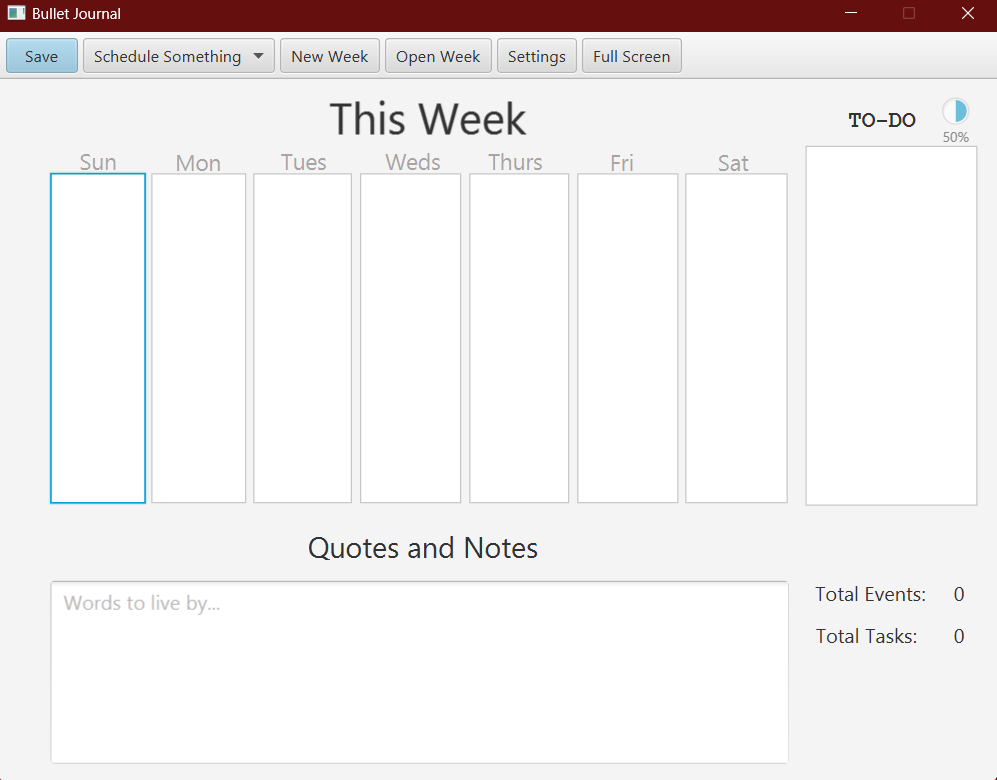 Bullet Journal
Save Schedule Something New Week Open Week Settings Full Screen
This Week
TO-DO
50%
Sun Mon Tues Weds Thurs Fri Sat
Quotes and Notes
Words to live by...
Total Events: 0
Total Tasks: 0